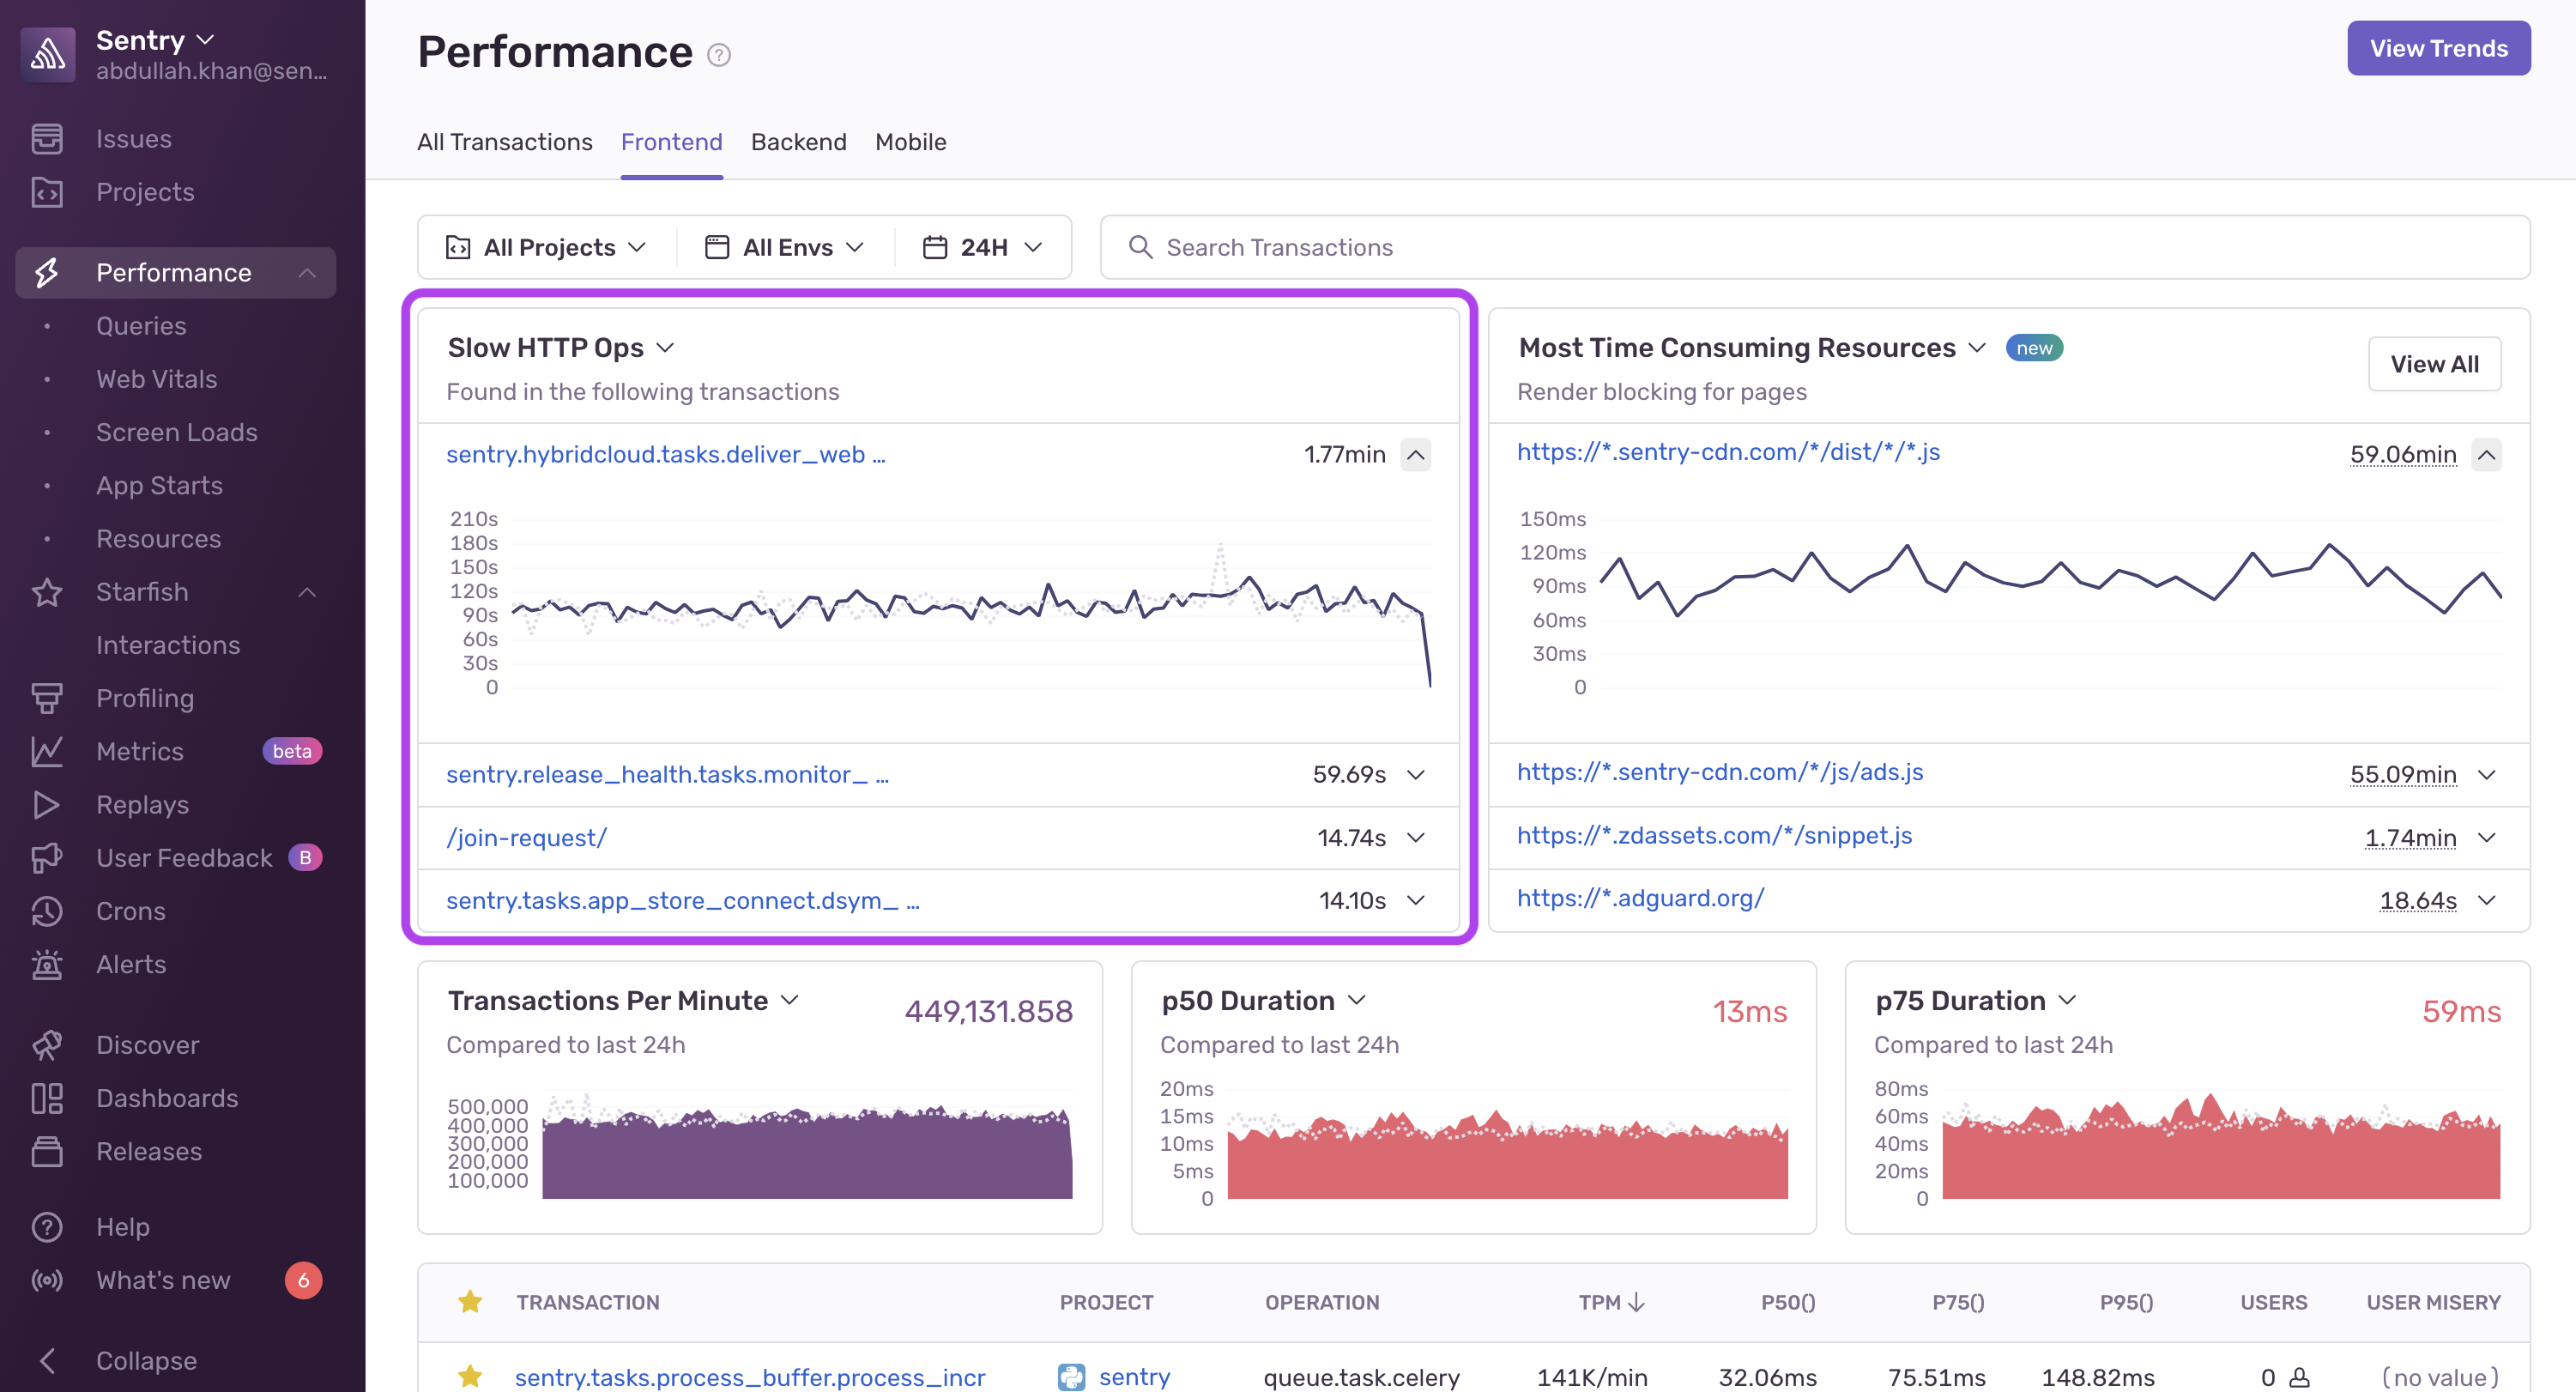 Sentry
abdullah.khan@sen...
Issues
Projects
Performance
Queries
Web Vitals
Screen Loads
App Starts
Resources
Starfish
Interactions
Profiling
Metrics beta
Replays
User Feedback B
Crons
Alerts
Discover
Dashboards
Releases
Help
What's new 6
Collapse
Performance ?
View Trends
All Transactions Frontend Backend Mobile
All Projects All Envs 24H Search Transactions
Slow HTTP Ops
Found in the following transactions
sentry.hybridcloud.tasks.deliver_web ... 1.77min
210s
180s
150s
120s
90s
60s
30s
0
sentry.release_health.tasks.monitor_ ... 59.69s
/join-request/ 14.74s
sentry.tasks.app_store_connect.dsym_ ... 14.10s
Most Time Consuming Resources new
Render blocking for pages
View All
https://*.sentry-cdn.com/*/dist/*/*.js 59.06min
150ms
120ms
90ms
60ms
30ms
0
https://*.sentry-cdn.com/*/js/ads.js 55.09min
https://*.zdassets.com/*/snippet.js 1.74min
https://*.adguard.org/ 18.64s
Transactions Per Minute 449,131.858
Compared to last 24h
500,000
400,000
300,000
200,000
100,000
p50 Duration 13ms
Compared to last 24h
20ms
15ms
10ms
5ms
0
p75 Duration 59ms
Compared to last 24h
80ms
60ms
40ms
20ms
0
TRANSACTION PROJECT OPERATION TPM P50() P75() P95() USERS USER MISERY
sentry.tasks.process_buffer.process_incr sentry queue.task.celery 141K/min 32.06ms 75.51ms 148.82ms 0 (no value)